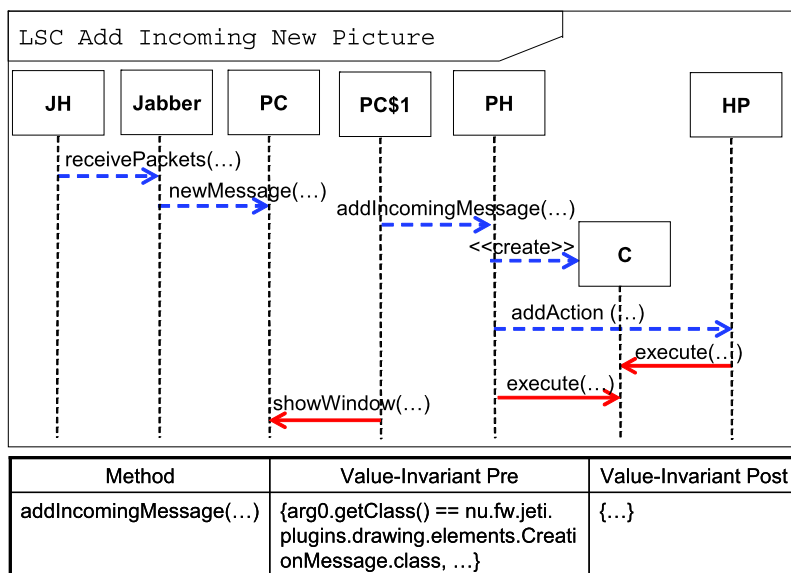 LSC Add Incoming New Picture
JH Jabber PC PC$1 PH HP
receivePackets(…)
newMessage(…)
addIncomingMessage(…)
<<create>>
C
addAction (…)
execute(…)
execute(…)
showWindow(…)
Method Value-Invariant Pre Value-Invariant Post
addIncomingMessage(…) {arg0.getClass() == nu.fw.jeti. {…}
plugins.drawing.elements.Creati
onMessage.class, …}